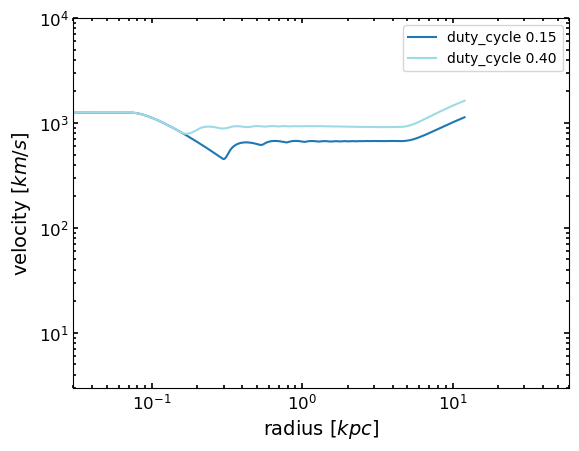 duty_cycle 0.15
duty_cycle 0.40
10^4
10^3
10^2
10^1
velocity [km/s]
10^−1 10^0 10^1
radius [kpc]